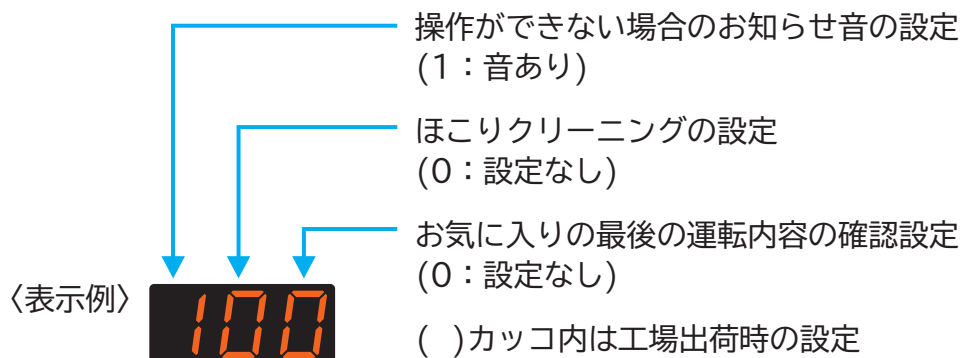 操作ができない場合のお知らせ音の設定
(1：音あり)
ほこりクリーニングの設定
(0：設定なし)
お気に入りの最後の運転内容の確認設定
(0：設定なし)
〈表示例〉 100
(　)カッコ内は工場出荷時の設定